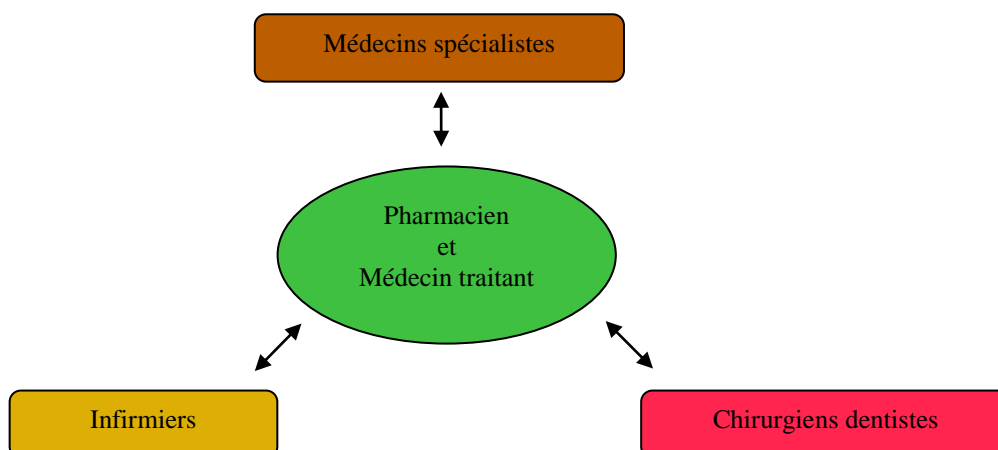 Médecins spécialistes
Pharmacien
et
Médecin traitant
Infirmiers
Chirurgiens dentistes